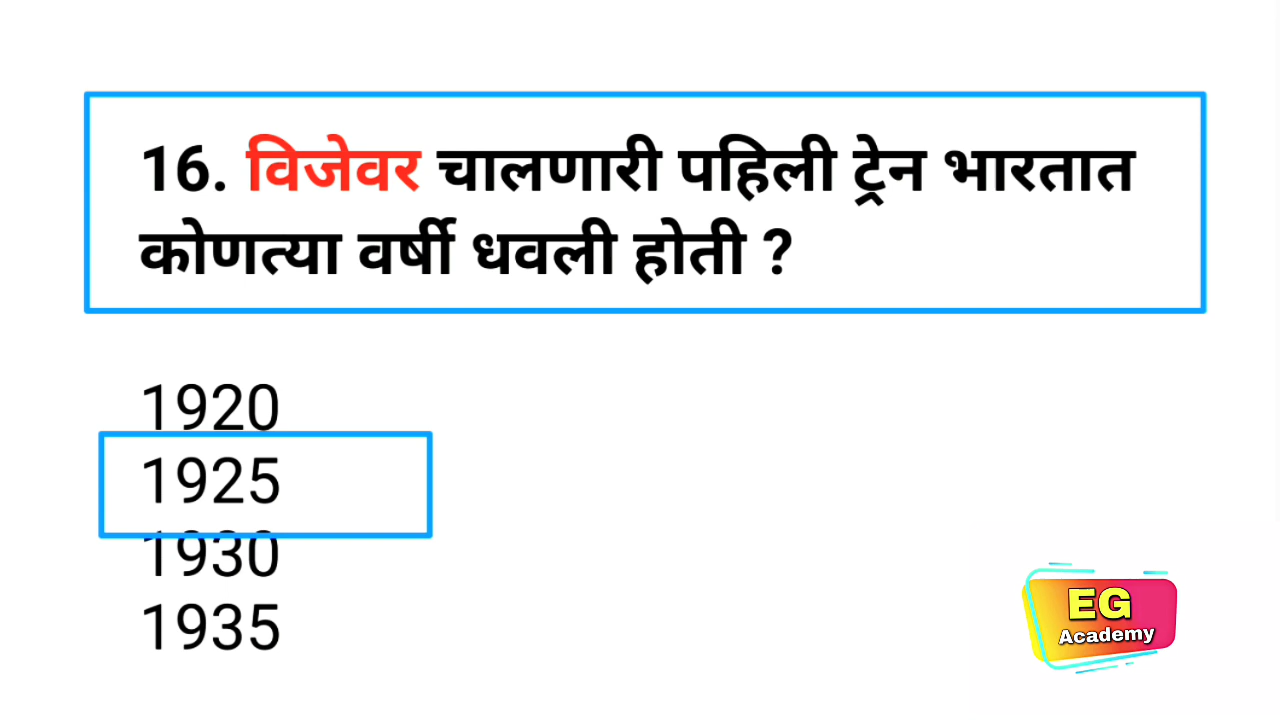 16. विजेवर चालणारी पहिली ट्रेन भारतात
कोणत्या वर्षी धवली होती ?
1920
1925
1930
1935
EG
Academy